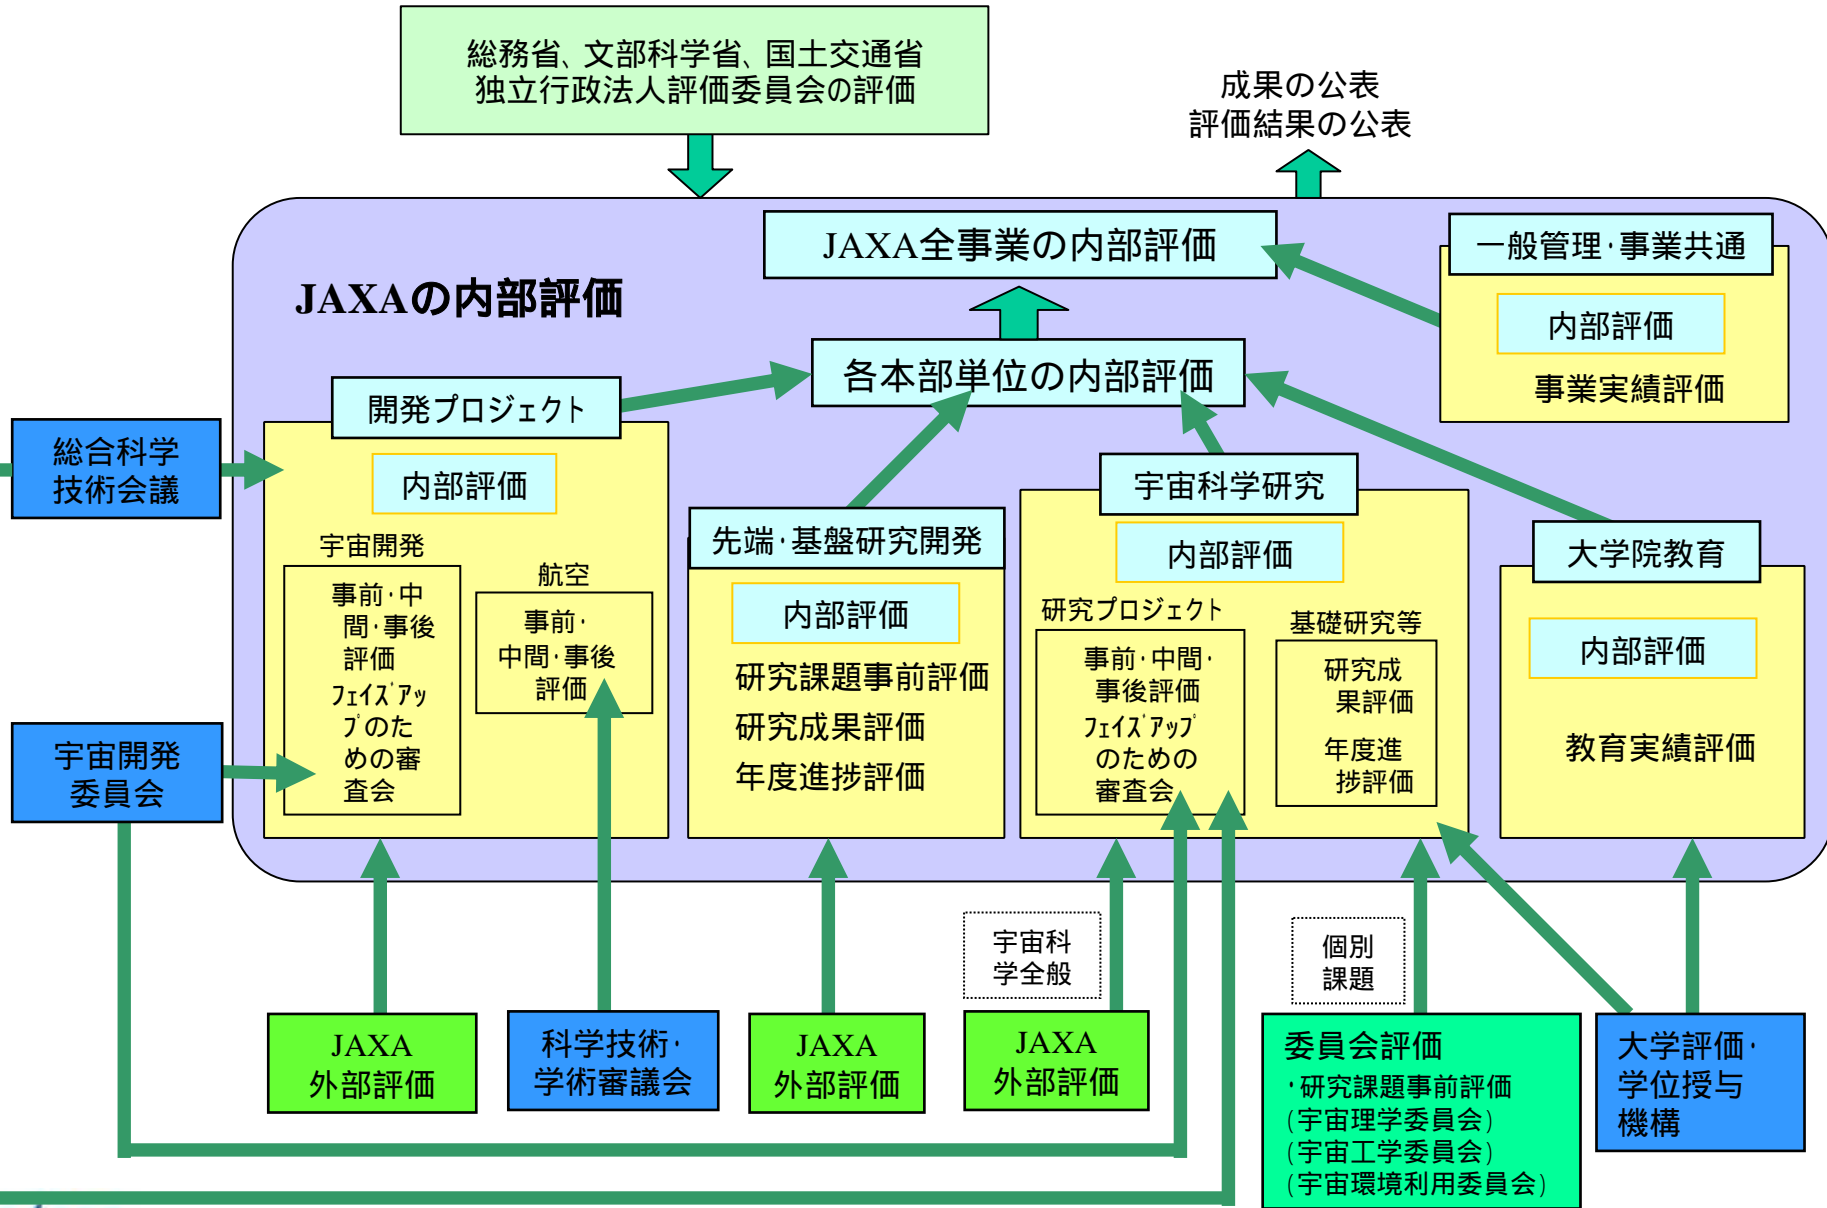 総務省、文部科学省、国土交通省
独立行政法人評価委員会の評価
成果の公表
評価結果の公表
JAXAの内部評価
JAXA全事業の内部評価
一般管理・事業共通
内部評価
事業実績評価
各本部単位の内部評価
総合科学
技術会議
開発プロジェクト
内部評価
宇宙開発
事前・中
間・事後
評価
ﾌｪｲｽﾞｱｯ
ﾌﾟのた
めの審
査会
航空
事前・
中間・事後
評価
先端・基盤研究開発
内部評価
研究課題事前評価
研究成果評価
年度進捗評価
宇宙科学研究
内部評価
研究プロジェクト
事前・中間・
事後評価
ﾌｪｲｽﾞｱｯﾌﾟ
のための
審査会
基礎研究等
研究成
果評価
年度進
捗評価
大学院教育
内部評価
教育実績評価
宇宙開発
委員会
宇宙科
学全般
個別
課題
JAXA
外部評価
科学技術・
学術審議会
JAXA
外部評価
JAXA
外部評価
委員会評価
・研究課題事前評価
(宇宙理学委員会)
(宇宙工学委員会)
(宇宙環境利用委員会)
大学評価・
学位授与
機構